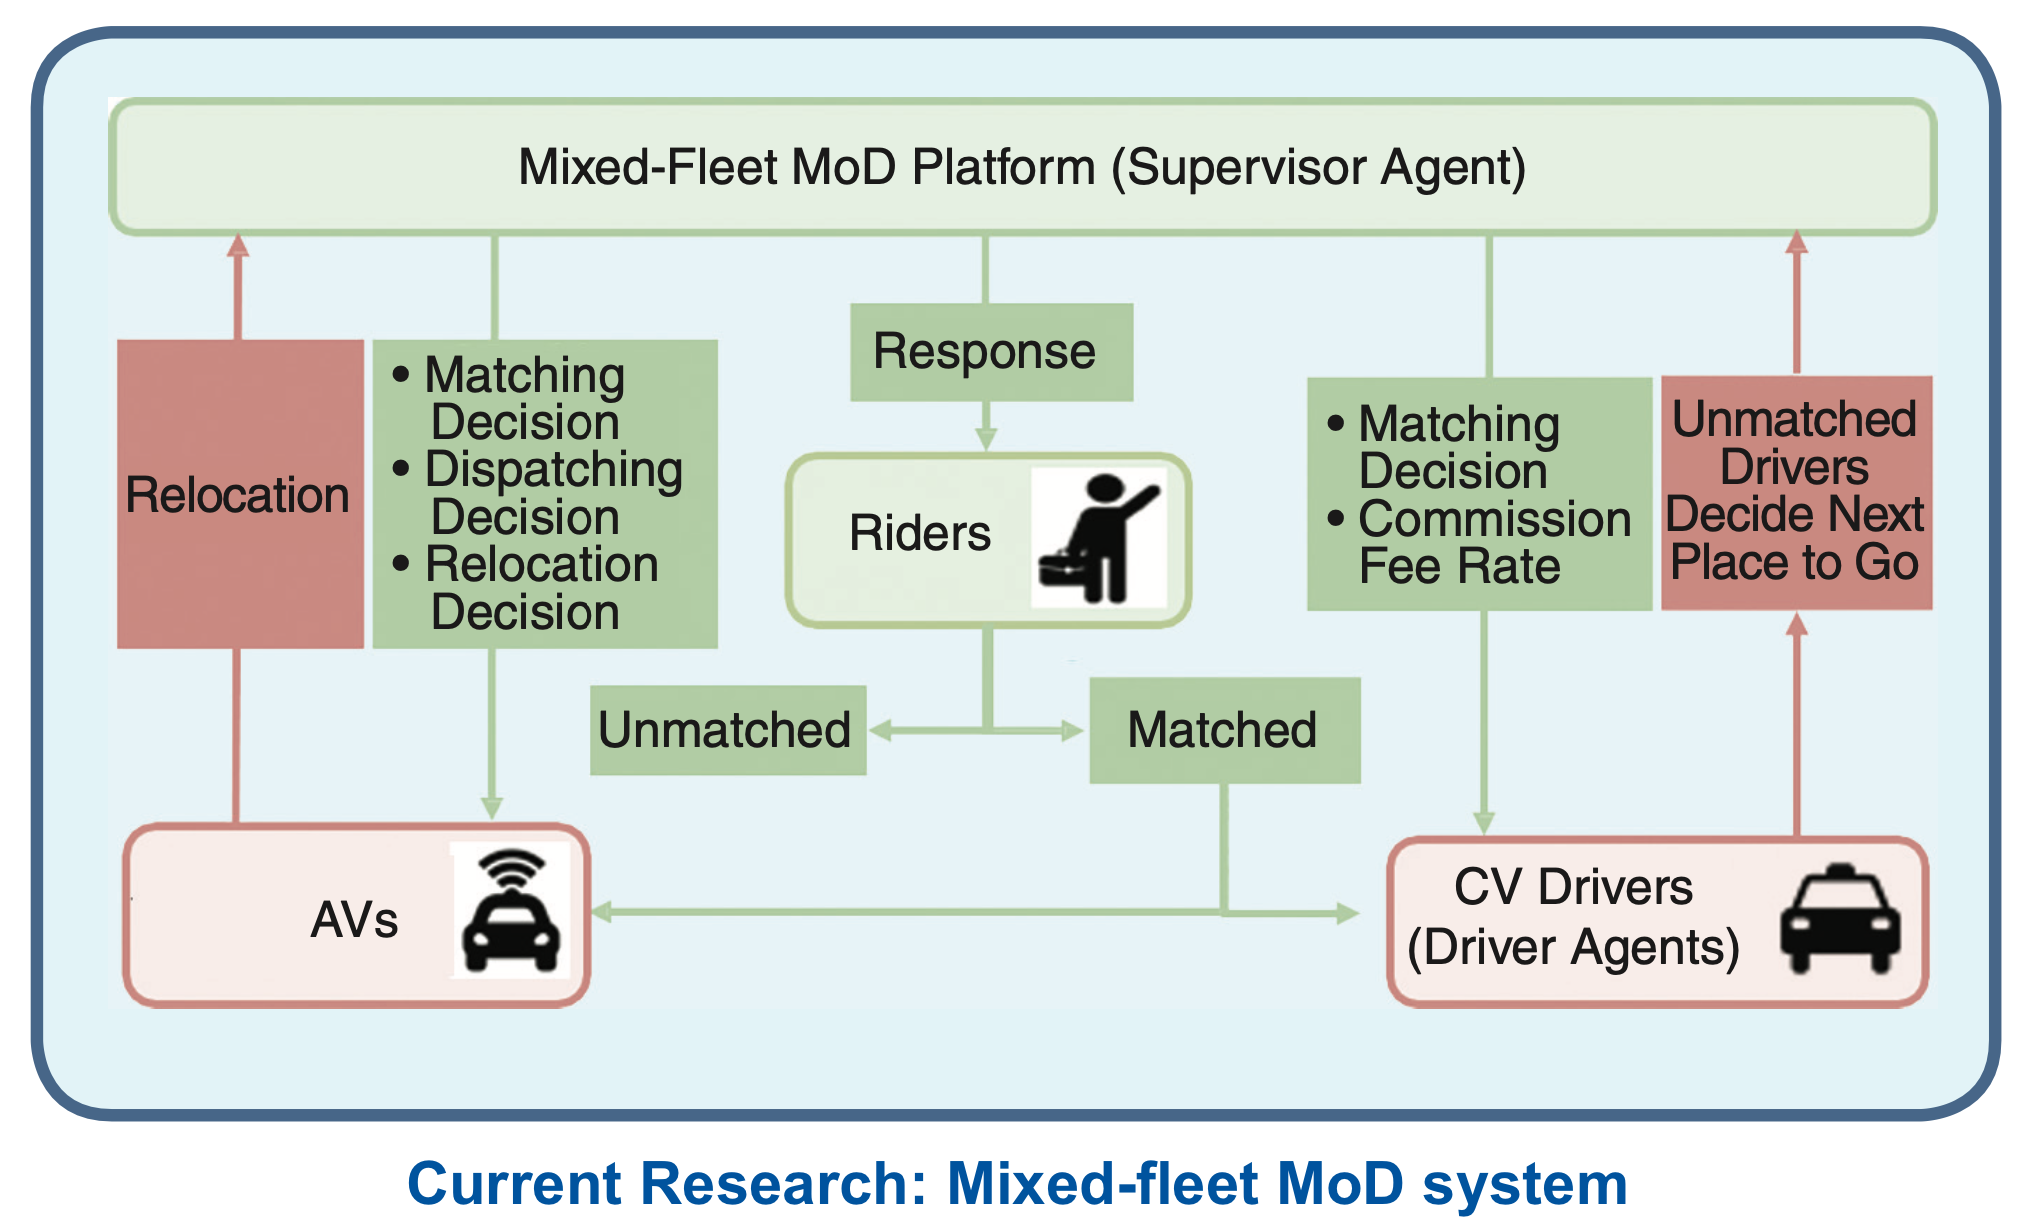 Mixed-Fleet MoD Platform (Supervisor Agent)
Relocation
• Matching
Decision
• Dispatching
Decision
• Relocation
Decision
Response
Riders
Unmatched
Matched
• Matching
Decision
• Commission
Fee Rate
Unmatched
Drivers
Decide Next
Place to Go
AVs
CV Drivers
(Driver Agents)
Current Research: Mixed-fleet MoD system